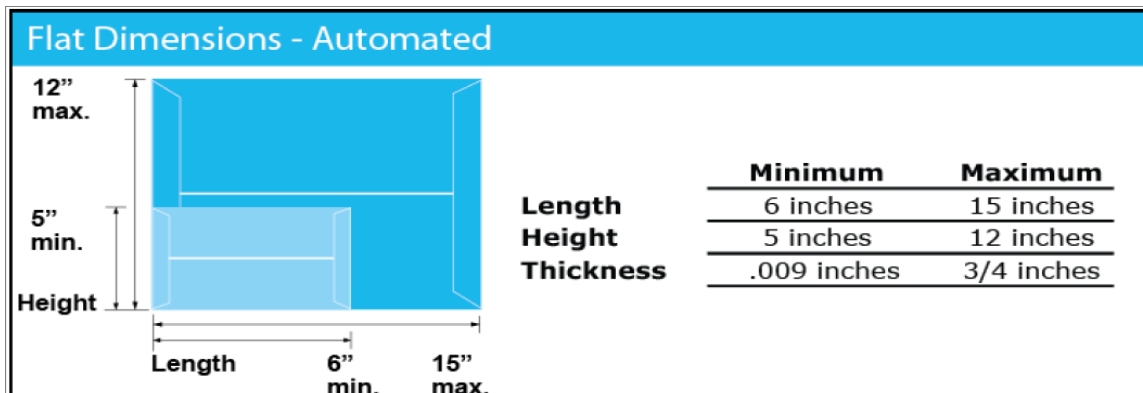 Flat Dimensions - Automated
12”
max.
5”
min.
Height
Length
6”
min.
15”
max.
Minimum Maximum
Length 6 inches 15 inches
Height 5 inches 12 inches
Thickness .009 inches 3/4 inches